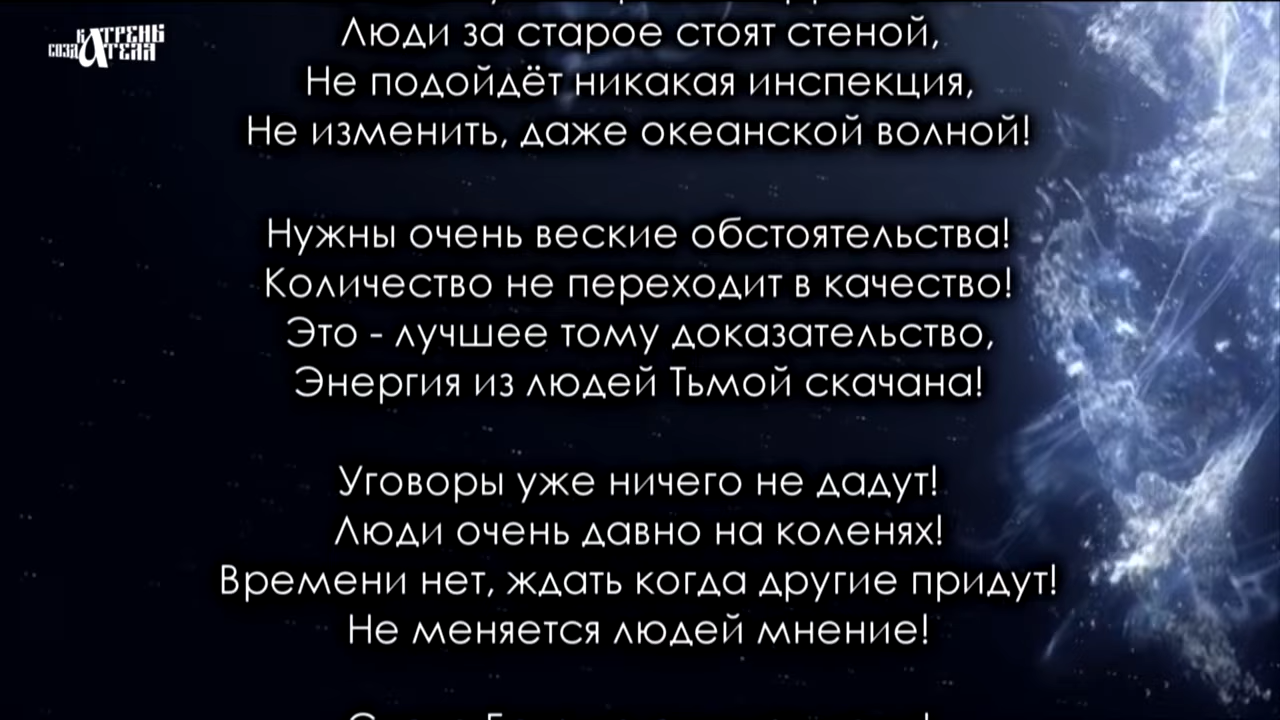 КАТРЕНЫ
СОЗДАТЕЛЯ
Люди за старое стоят стеной,
Не подойдёт никакая инспекция,
Не изменить, даже океанской волной!
Нужны очень веские обстоятельства!
Количество не переходит в качество!
Это - лучшее тому доказательство,
Энергия из людей Тьмой скачана!
Уговоры уже ничего не дадут!
Люди очень давно на коленях!
Времени нет, ждать когда другие придут!
Не меняется людей мнение!